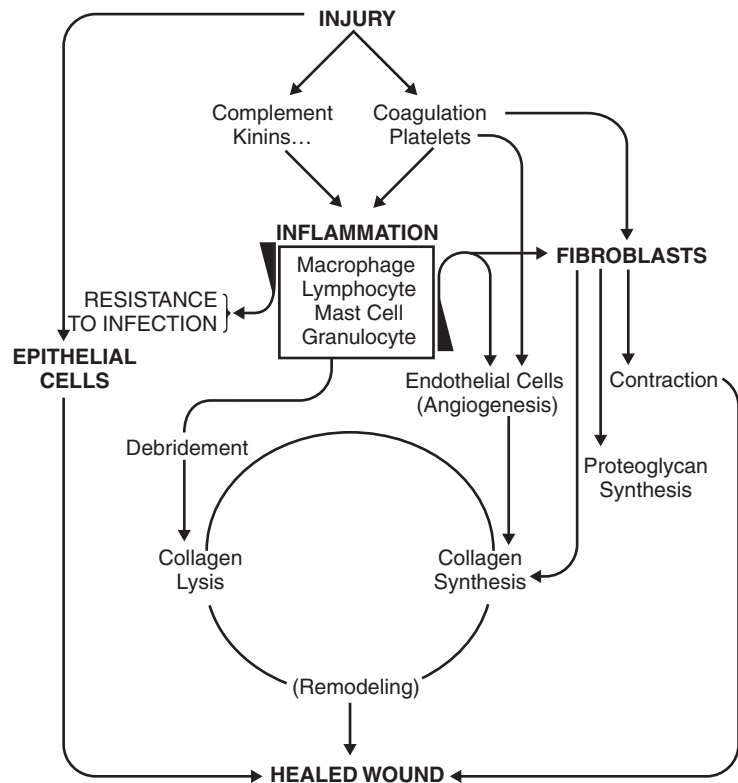 INJURY
Complement
Kinins…
Coagulation
Platelets
INFLAMMATION
Macrophage
Lymphocyte
Mast Cell
Granulocyte
FIBROBLASTS
RESISTANCE
TO INFECTION
EPITHELIAL
CELLS
Endothelial Cells
(Angiogenesis)
Contraction
Debridement
Proteoglycan
Synthesis
Collagen
Lysis
Collagen
Synthesis
(Remodeling)
HEALED WOUND